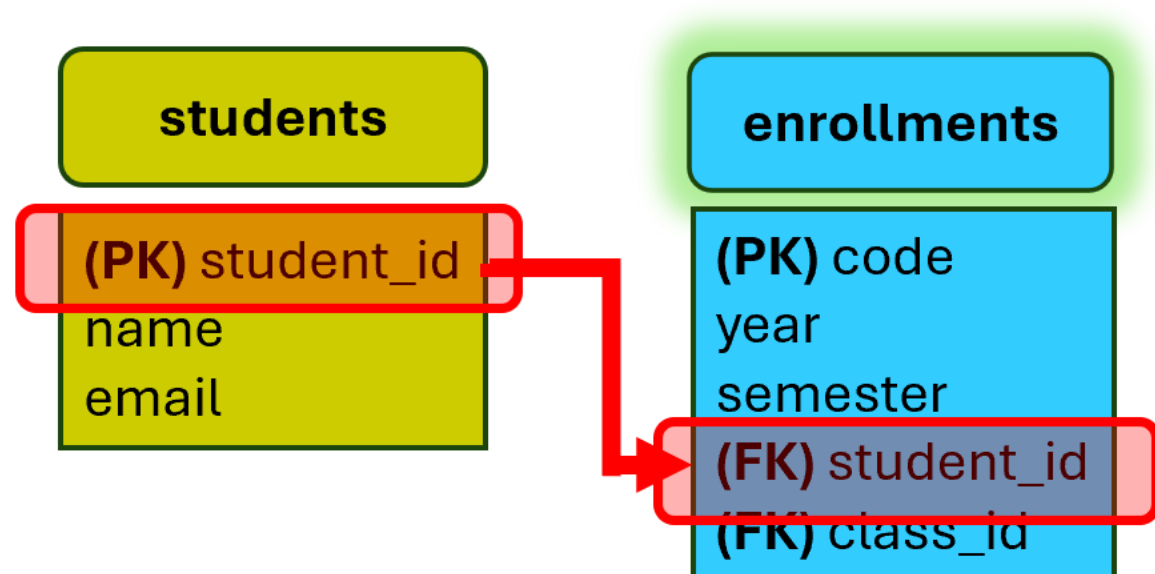 students
(PK) student_id
name
email
enrollments
(PK) code
year
semester
(FK) student_id
(FK) class_id